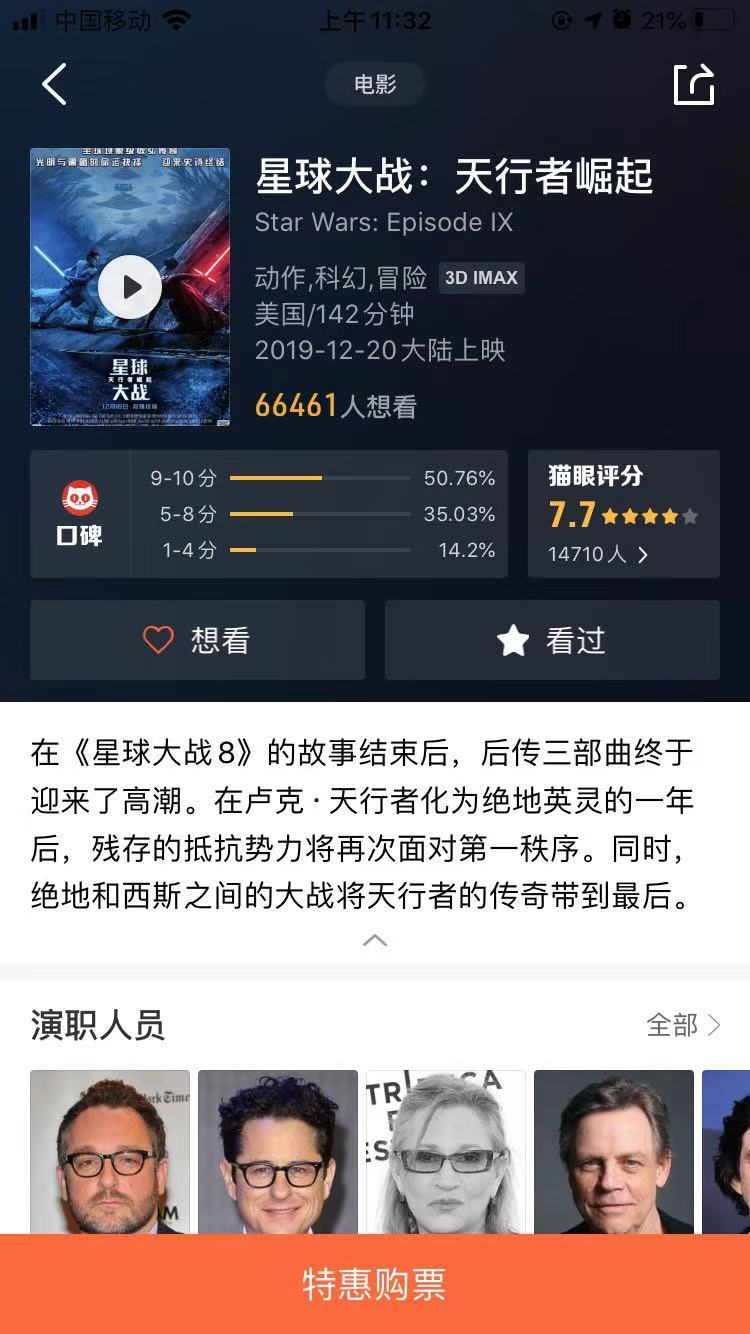 中国移动
上午11:32
21%
电影
光明与黑暗的命运抉择 迎来史诗终结
星球
天行者崛起
大战
星球大战：天行者崛起
Star Wars: Episode IX
动作,科幻,冒险 3D IMAX
美国/142分钟
2019-12-20大陆上映
66461人想看
口碑
9-10分 50.76%
5-8分 35.03%
1-4分 14.2%
猫眼评分
7.7
14710人
想看
看过
在《星球大战8》的故事结束后，后传三部曲终于
迎来了高潮。在卢克·天行者化为绝地英灵的一年
后，残存的抵抗势力将再次面对第一秩序。同时，
绝地和西斯之间的大战将天行者的传奇带到最后。
演职人员
全部
特惠购票